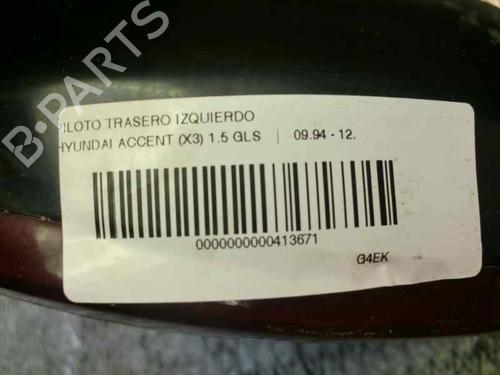 B-PARTS
PILOTO TRASERO IZQUIERDO
HYUNDAI ACCENT (X3) 1.5 GLS | 09.94 - 12.
0000000000413671
G4EK